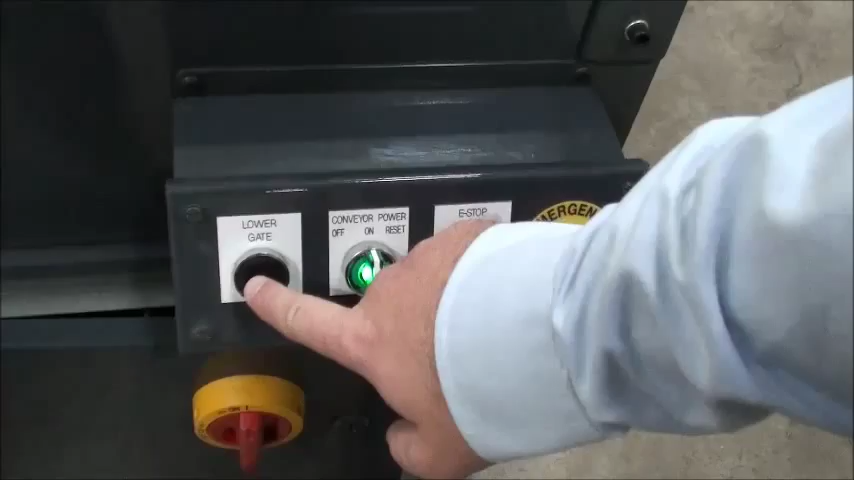 LOWER
GATE
CONVEYOR POWER
OFF ON RESET
E-STOP